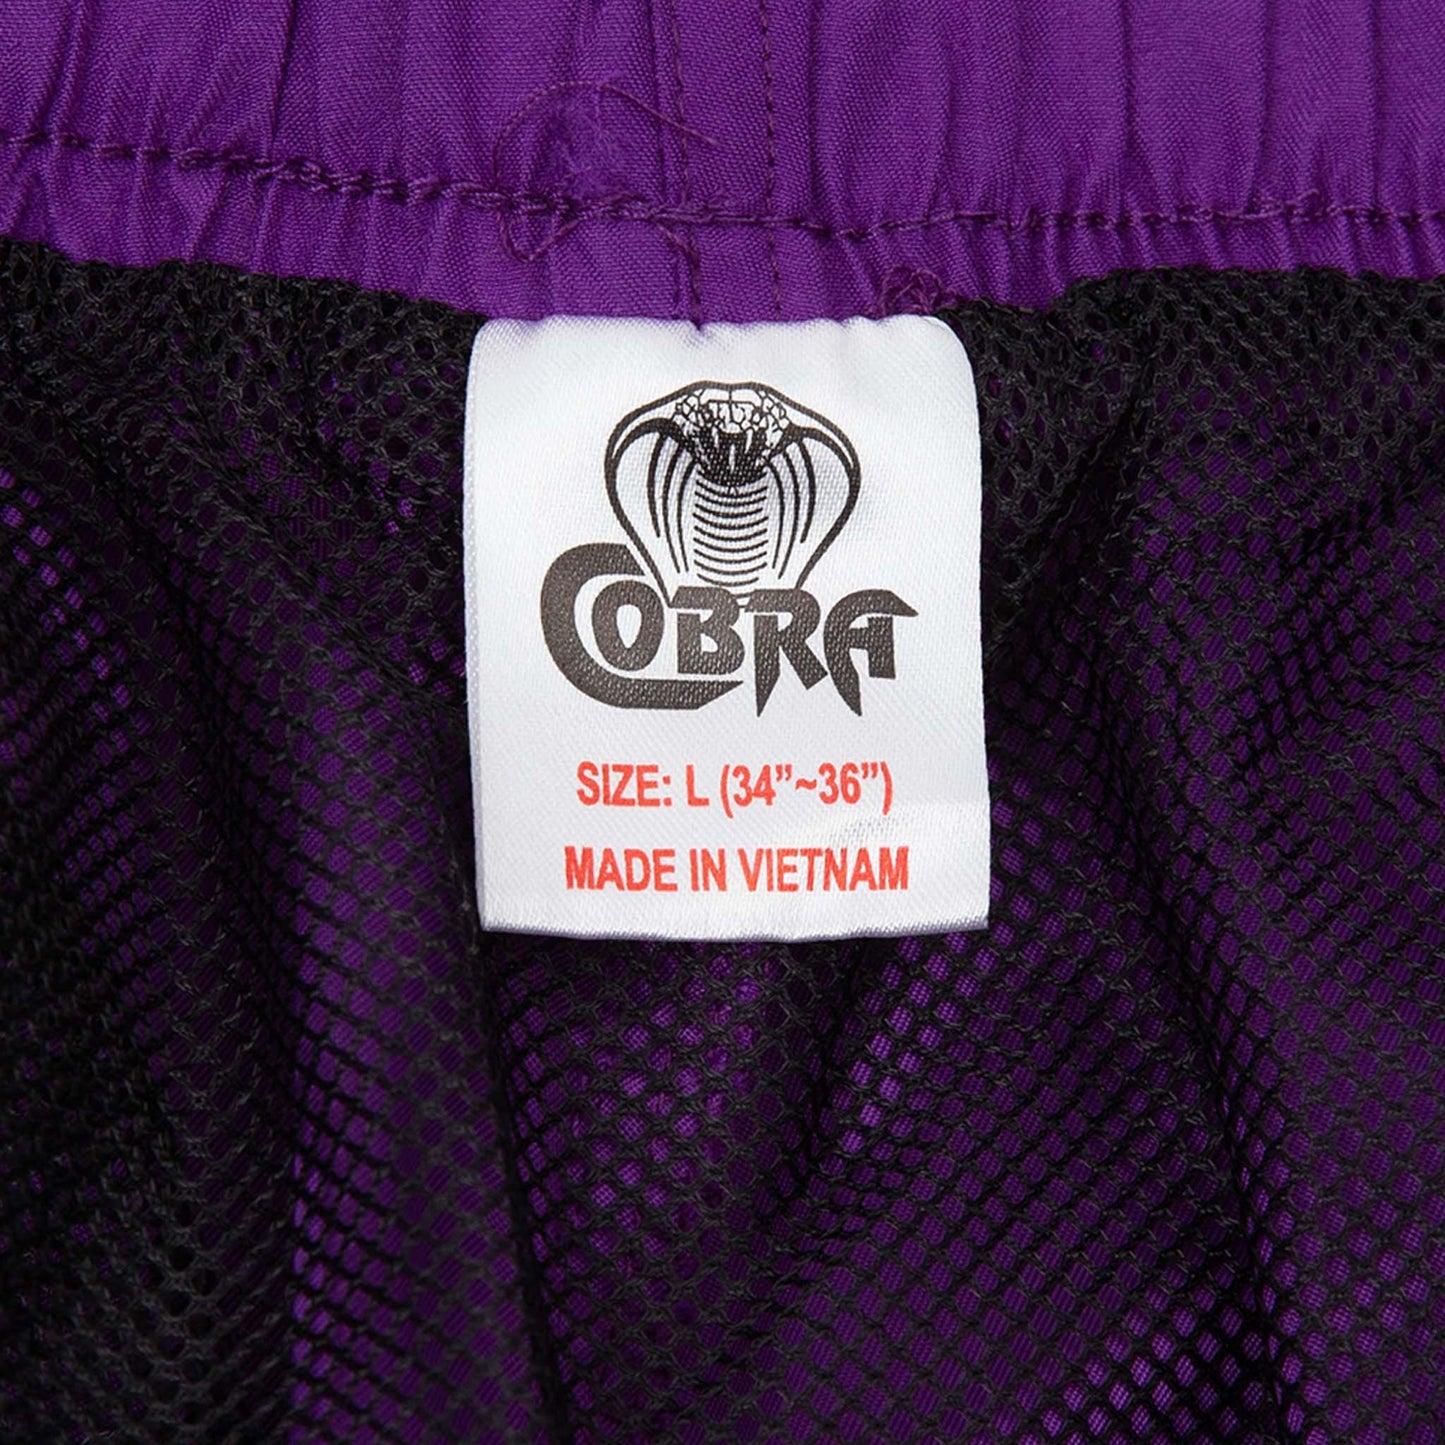 COBRA
SIZE: L (34”~36”)
MADE IN VIETNAM